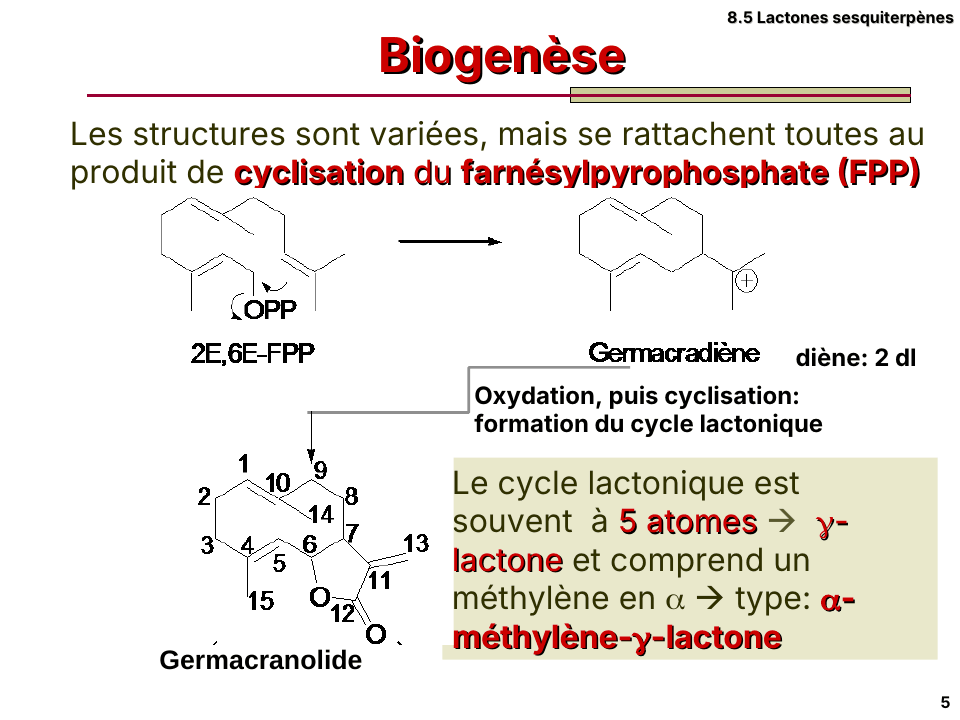 8.5 Lactones sesquiterpènes
Biogenèse
Les structures sont variées, mais se rattachent toutes au
produit de cyclisation du farnésylpyrophosphate (FPP)
+
OPP
2E,6E-FPP
Germacradiène
diène: 2 dl
Oxydation, puis cyclisation:
formation du cycle lactonique
1
9
10
2
8
14
7
3
4
6
13
5
11
15
O
12
O
Germacranolide
Le cycle lactonique est
souvent à 5 atomes → γ-
lactone et comprend un
méthylène en α → type: α-
méthylène-γ-lactone
5